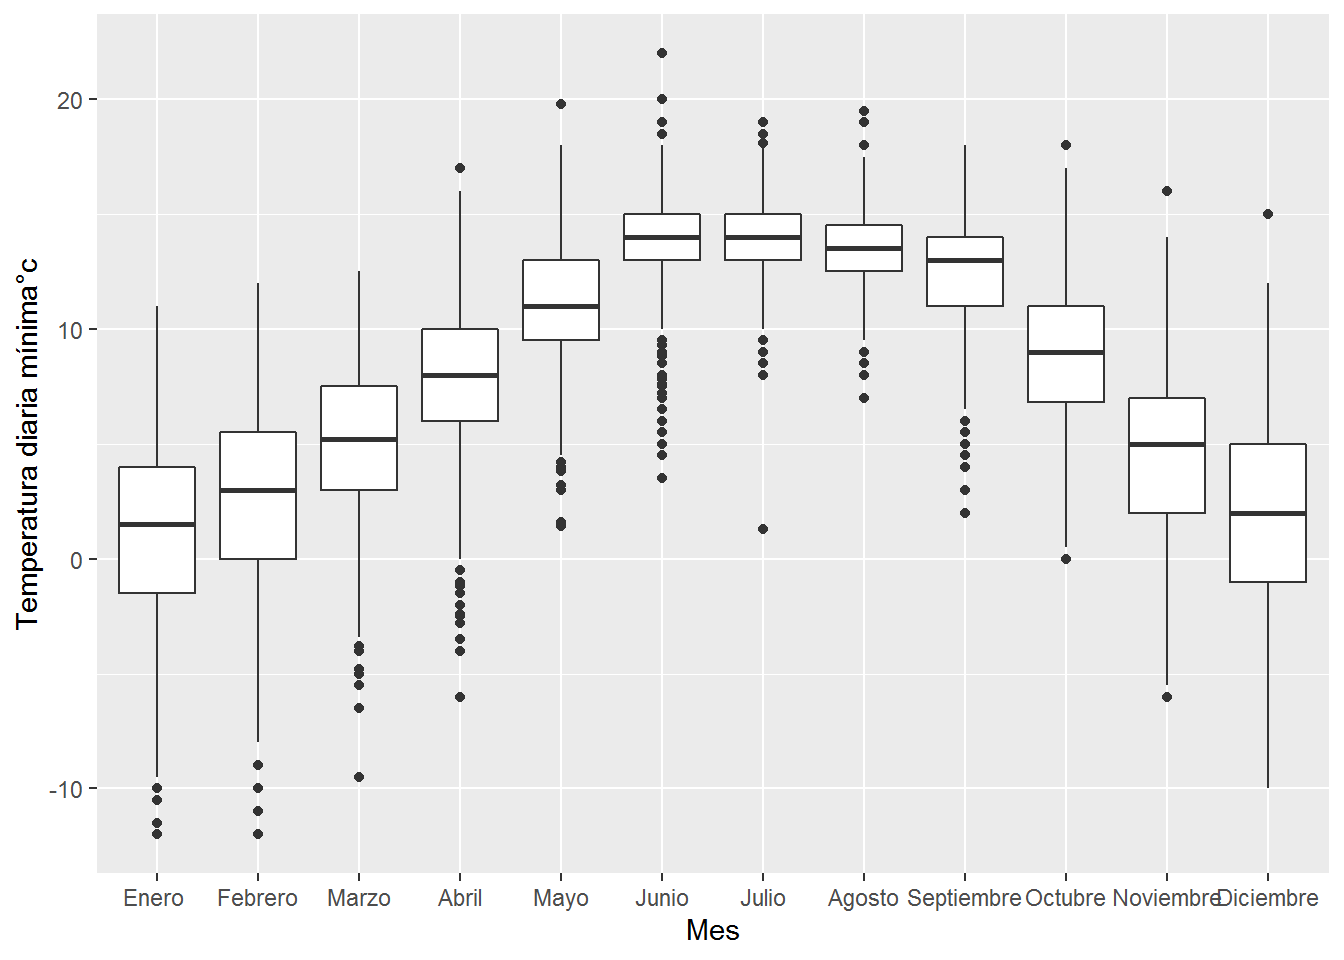 Temperatura diaria mínima°c
20
10
0
-10
Enero Febrero Marzo Abril Mayo Junio Julio Agosto Septiembre Octubre Noviembre Diciembre
Mes